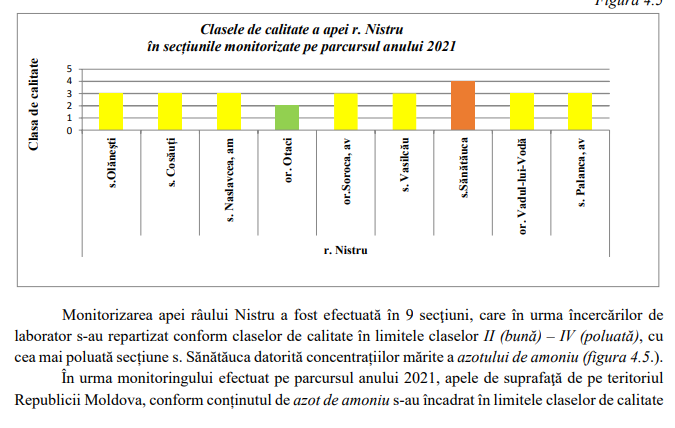 Figura 4.5
Clasele de calitate a apei r. Nistru
în secțiunile monitorizate pe parcursul anului 2021
Clasa de calitate
5
4
3
2
1
0
s.Olănești
s. Cosăuți
s. Naslavcea, am
or. Otaci
or.Soroca, av
s. Vasilcău
s.Sănătăuca
or. Vadul-lui-Vodă
s. Palanca, av
r. Nistru
Monitorizarea apei râului Nistru a fost efectuată în 9 secţiuni, care în urma încercărilor de
laborator s-au repartizat conform claselor de calitate în limitele claselor II (bună) – IV (poluată), cu
cea mai poluată secțiune s. Sănătăuca datorită concentrațiilor mărite a azotului de amoniu (figura 4.5.).
În urma monitoringului efectuat pe parcursul anului 2021, apele de suprafaţă de pe teritoriul
Republicii Moldova, conform conținutului de azot de amoniu s-au încadrat în limitele claselor de calitate